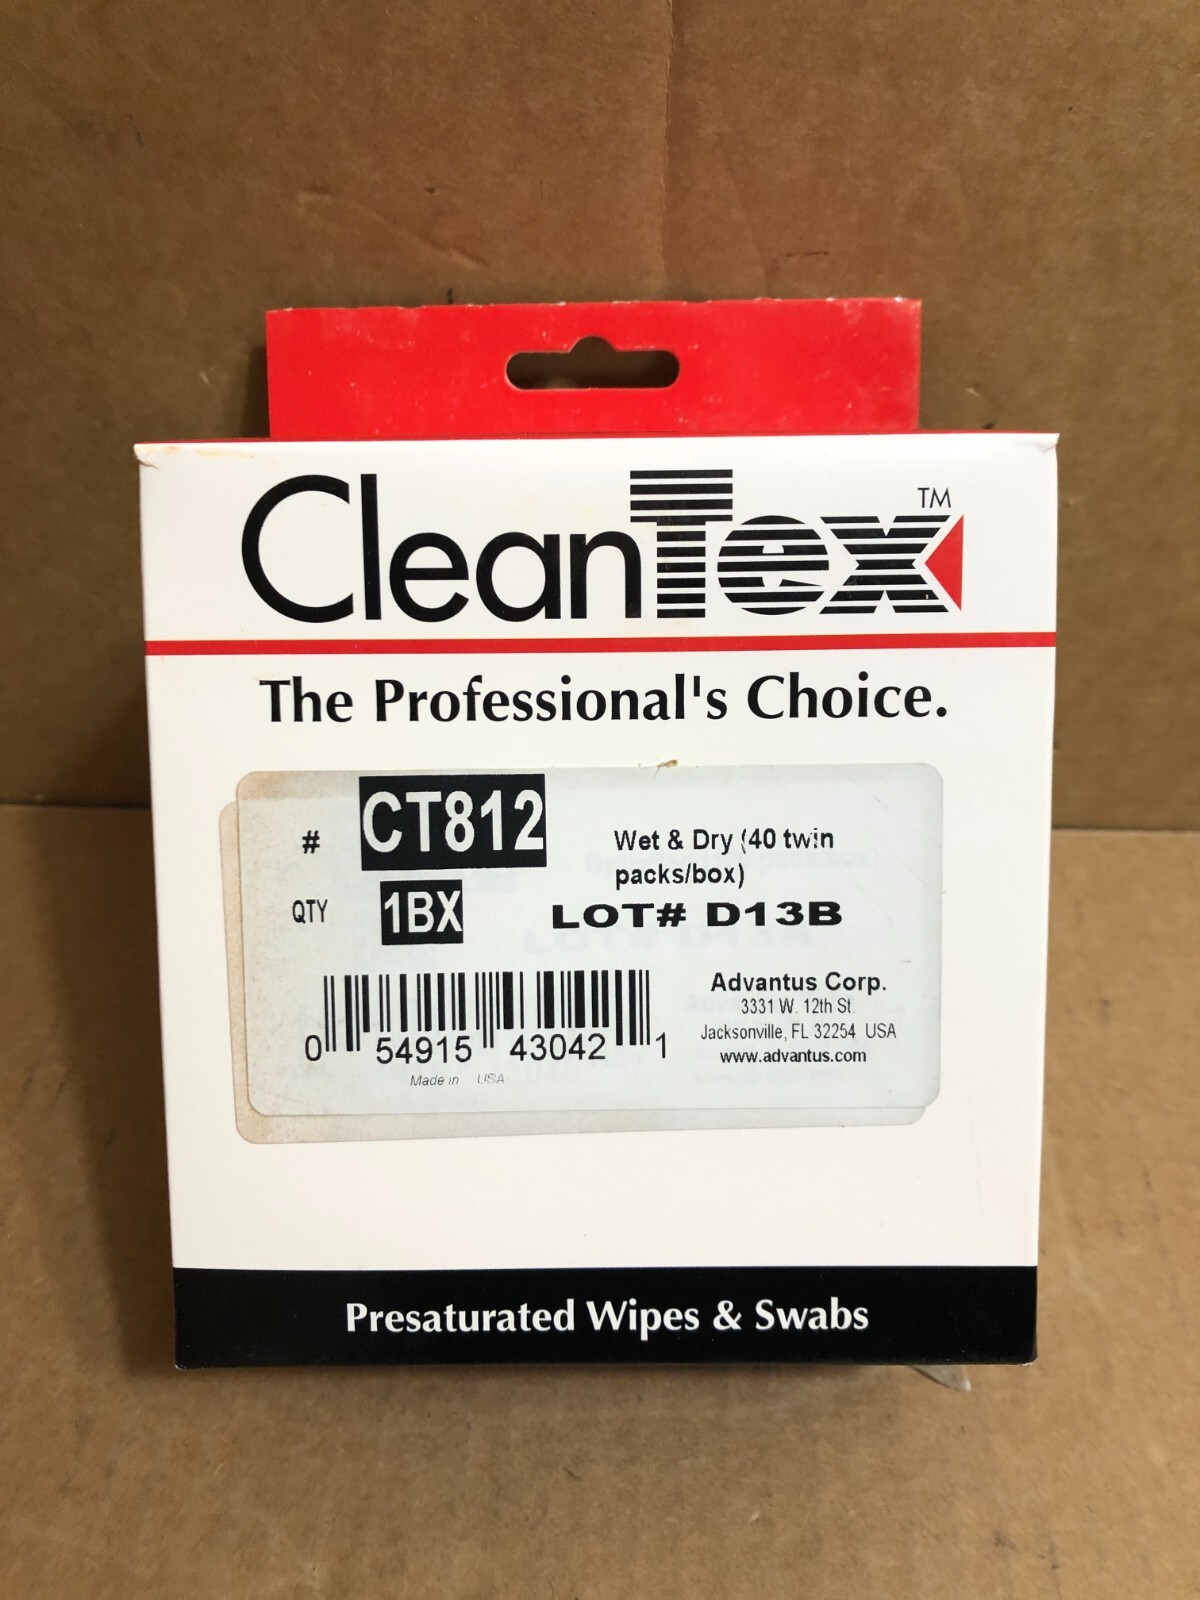 CleanTex™
The Professional's Choice.
# CT812 Wet & Dry (40 twin
packs/box)
QTY 1BX LOT# D13B
Advantus Corp.
3331 W. 12th St.
Jacksonville, FL 32254 USA
www.advantus.com
0 54915 43042 1
Made in USA
Presaturated Wipes & Swabs